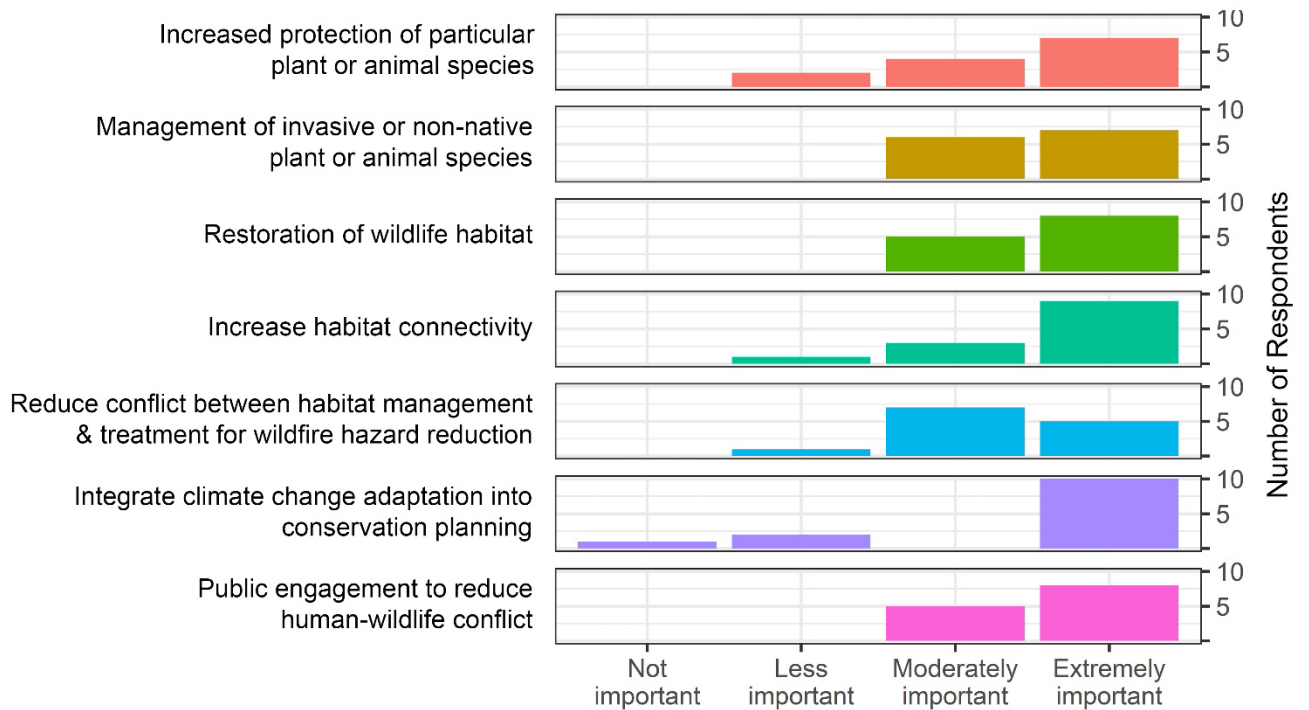 Increased protection of particular
plant or animal species
10
5
Management of invasive or non-native
plant or animal species
10
5
Restoration of wildlife habitat
10
5
Increase habitat connectivity
10
5
Reduce conflict between habitat management
& treatment for wildfire hazard reduction
10
5
Integrate climate change adaptation into
conservation planning
10
5
Public engagement to reduce
human-wildlife conflict
10
5
Number of Respondents
Not
important
Less
important
Moderately
important
Extremely
important